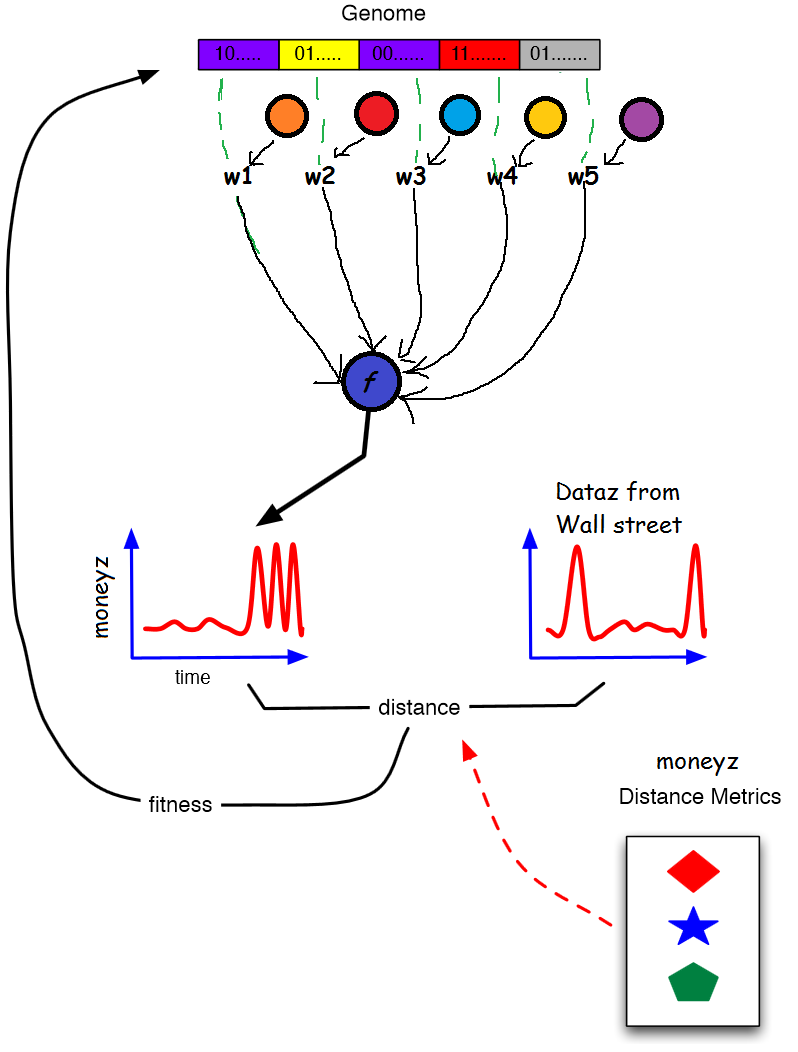 Genome
10..... 01..... 00...... 11....... 01.......
w1 w2 w3 w4 w5
f
Dataz from
Wall street
moneyz
time
distance
moneyz
Distance Metrics
fitness